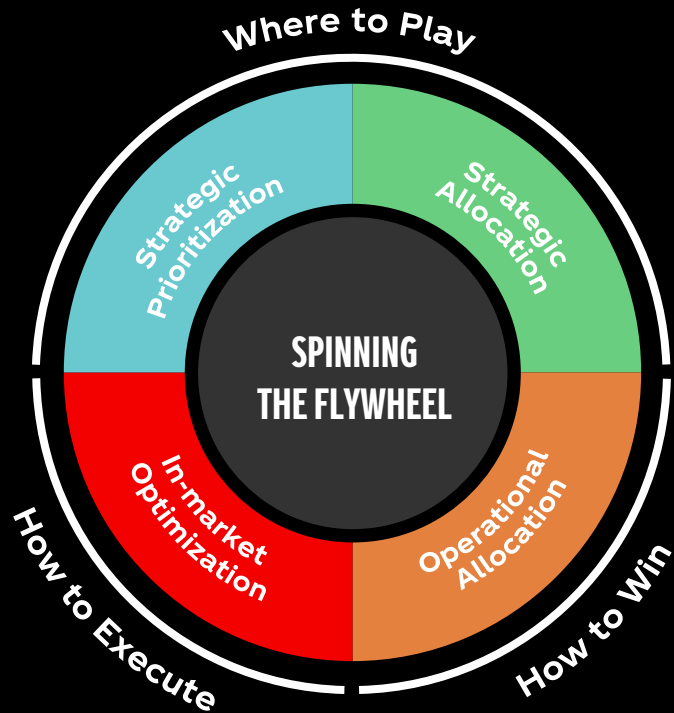 Where to Play
Strategic
Prioritization
Strategic
Allocation
SPINNING
THE FLYWHEEL
In-market
Optimization
Operational
Allocation
How to Execute
How to Win